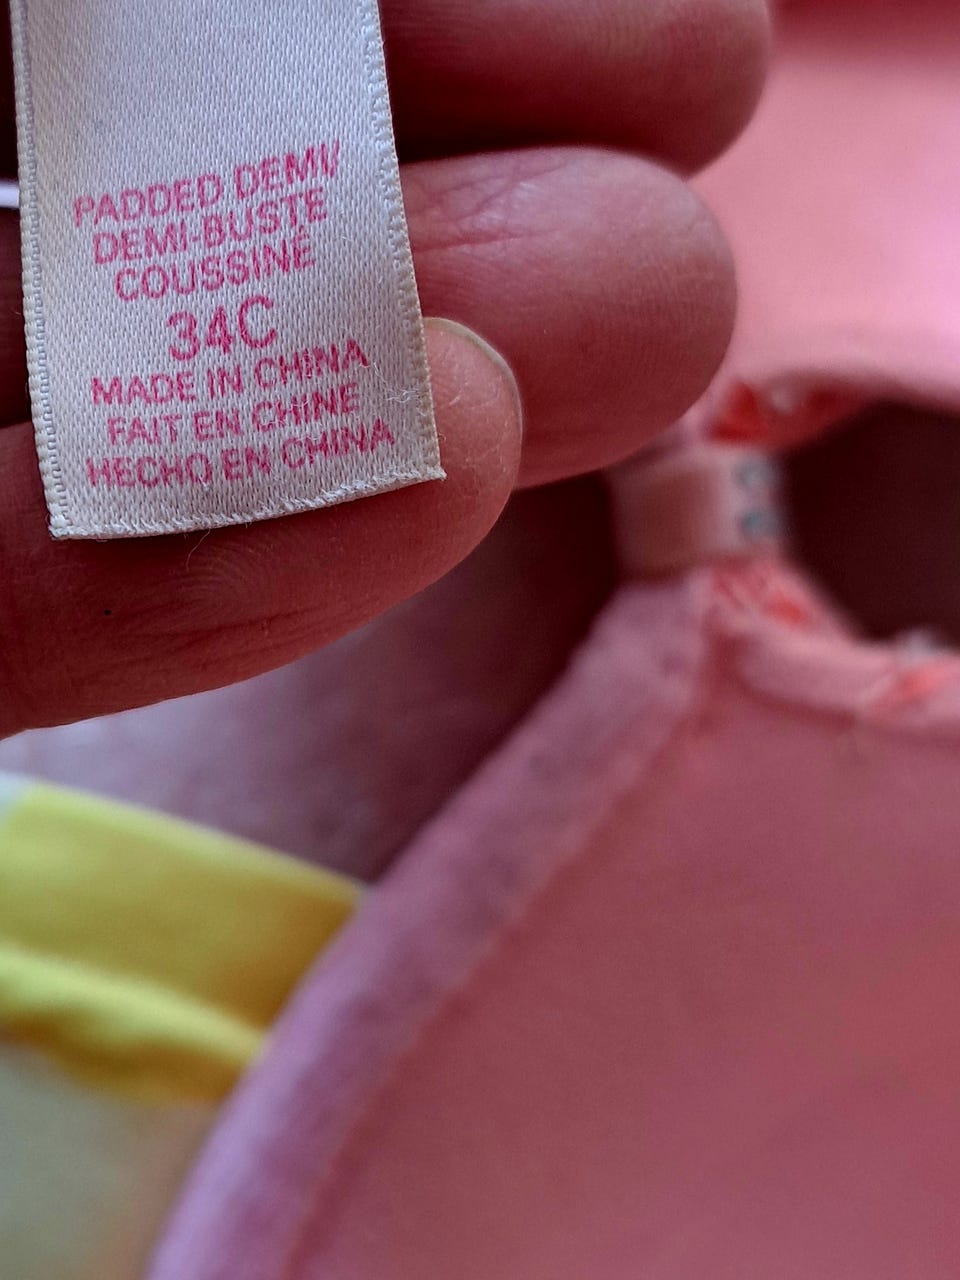 PADDED DEMI/
DEMI-BUSTE
COUSSINÉ
34C
MADE IN CHINA
FAIT EN CHINE
HECHO EN CHINA